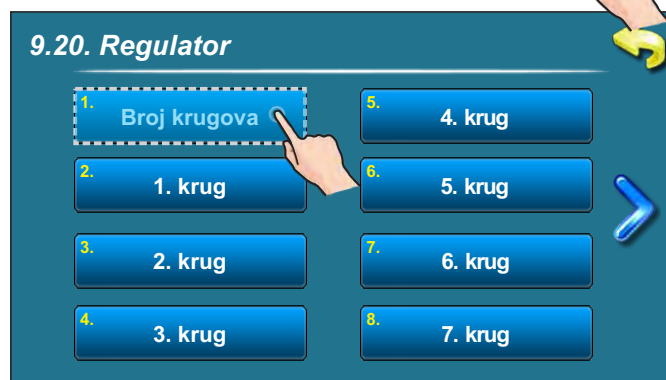 9.20. Regulator
1.
Broj krugova
2.
1. krug
3.
2. krug
4.
3. krug
5.
4. krug
6.
5. krug
7.
6. krug
8.
7. krug